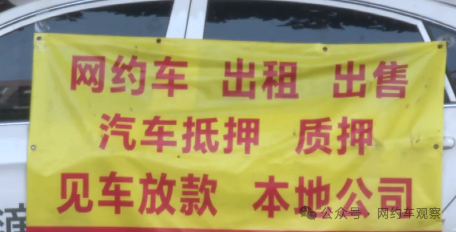 网约车 出租 出售
汽车抵押 质押
见车放款 本地公司
公众号 · 网约车观察